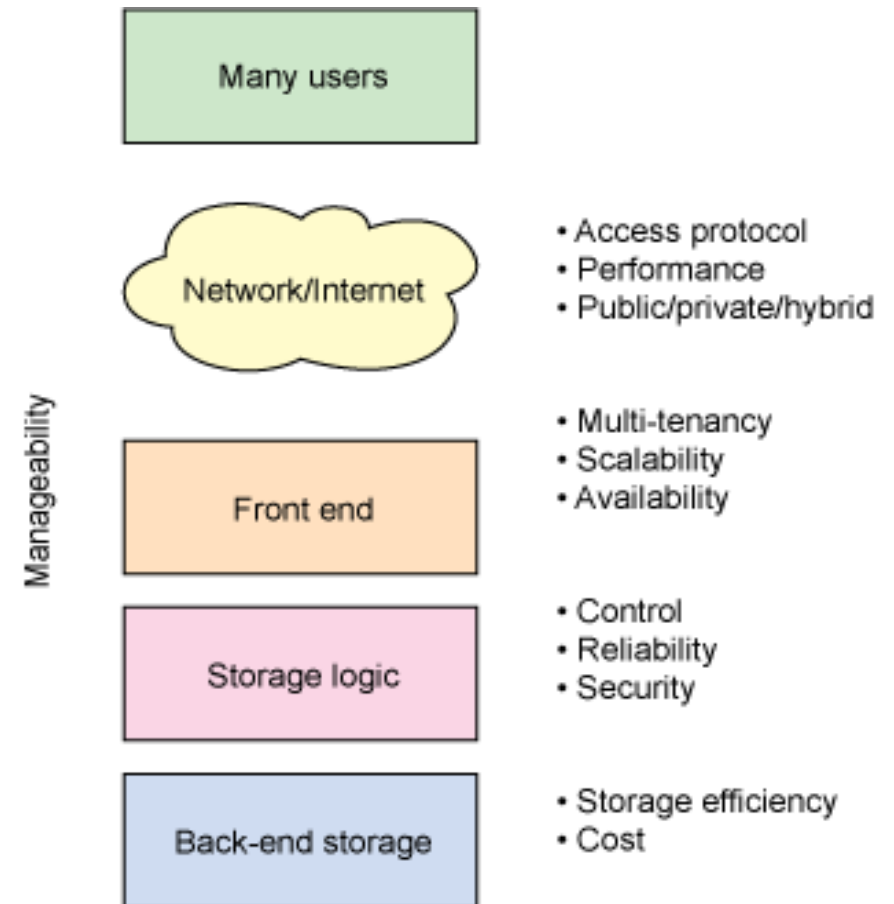 Many users
Network/Internet
• Access protocol
• Performance
• Public/private/hybrid
Manageability
Front end
• Multi-tenancy
• Scalability
• Availability
Storage logic
• Control
• Reliability
• Security
Back-end storage
• Storage efficiency
• Cost